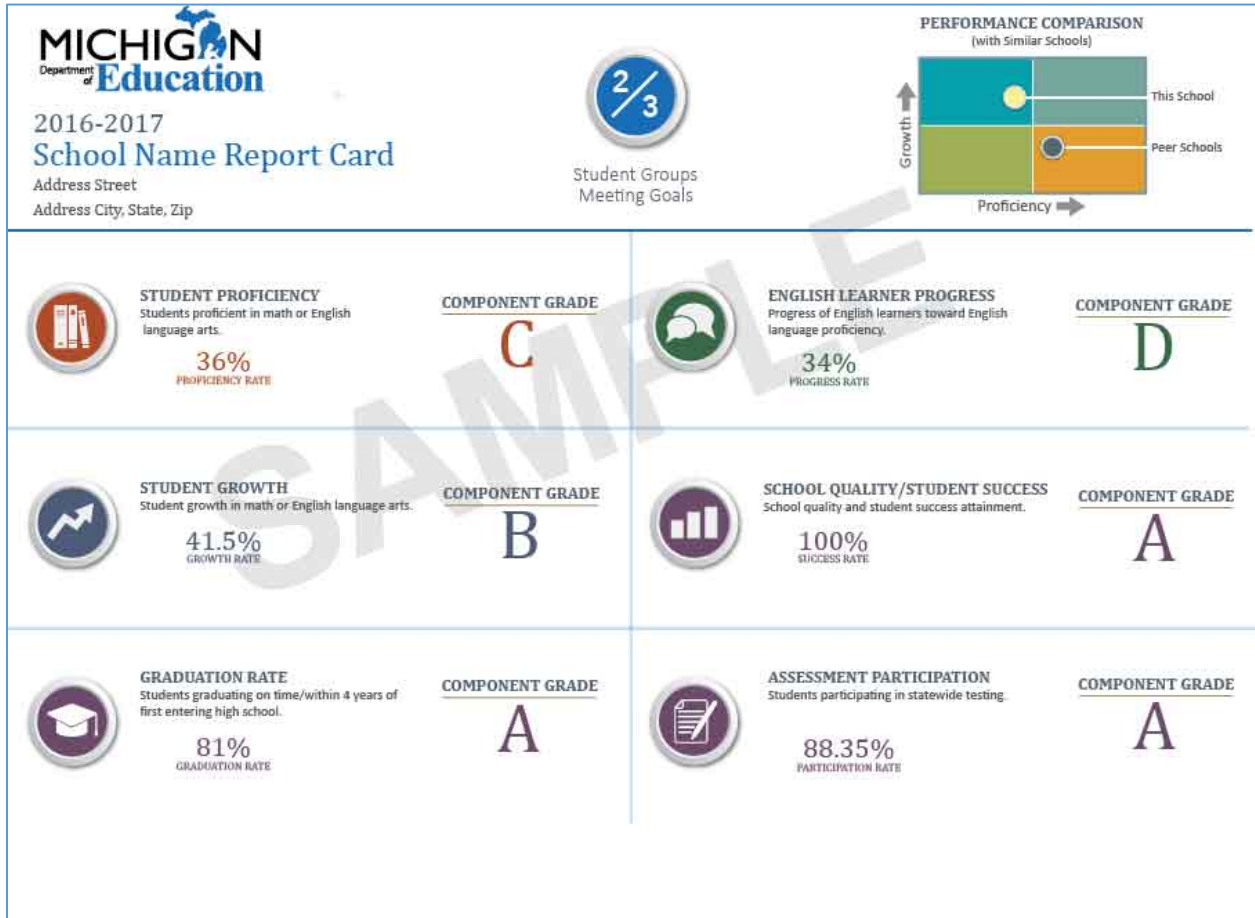 MICHIGAN
Department of Education
2016-2017
School Name Report Card
Address Street
Address City, State, Zip
2/3
Student Groups
Meeting Goals
PERFORMANCE COMPARISON
(with Similar Schools)
Growth
This School
Peer Schools
Proficiency
SAMPLE
STUDENT PROFICIENCY
Students proficient in math or English
language arts.
36%
PROFICIENCY RATE
COMPONENT GRADE
C
ENGLISH LEARNER PROGRESS
Progress of English learners toward English
language proficiency.
34%
PROGRESS RATE
COMPONENT GRADE
D
STUDENT GROWTH
Student growth in math or English language arts.
41.5%
GROWTH RATE
COMPONENT GRADE
B
SCHOOL QUALITY/STUDENT SUCCESS
School quality and student success attainment.
100%
SUCCESS RATE
COMPONENT GRADE
A
GRADUATION RATE
Students graduating on time/within 4 years of
first entering high school.
81%
GRADUATION RATE
COMPONENT GRADE
A
ASSESSMENT PARTICIPATION
Students participating in statewide testing.
88.35%
PARTICIPATION RATE
COMPONENT GRADE
A